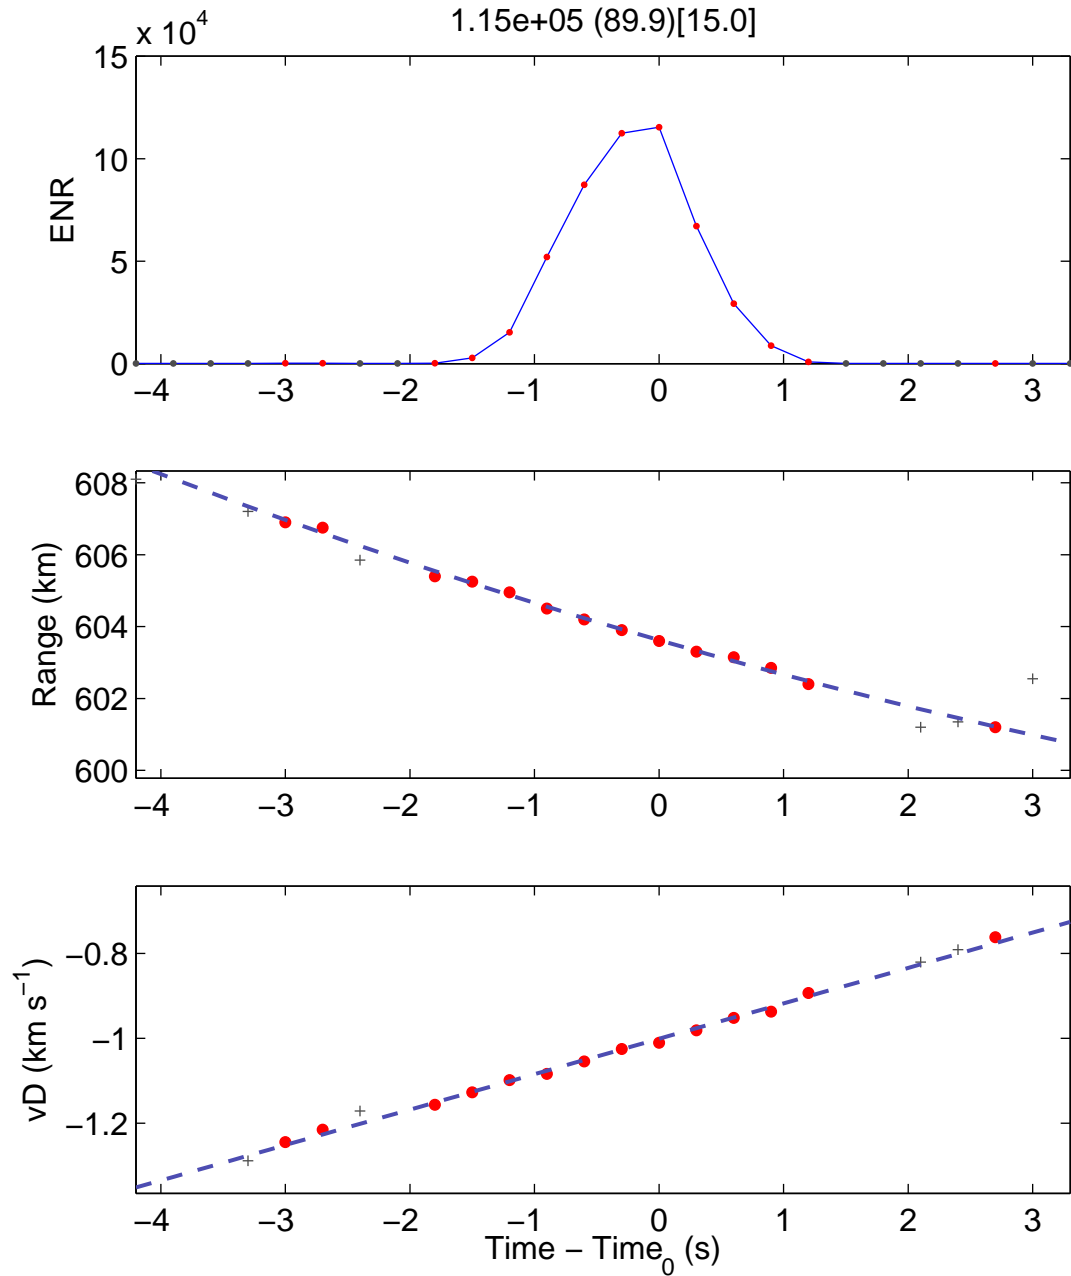 1.15e+05 (89.9)[15.0]
x 10^4
15
10
5
0
ENR
−4 −3 −2 −1 0 1 2 3
608
606
604
602
600
Range (km)
−4 −3 −2 −1 0 1 2 3
−0.8
−1
−1.2
vD (km s^−1)
−4 −3 −2 −1 0 1 2 3
Time − Time_0 (s)